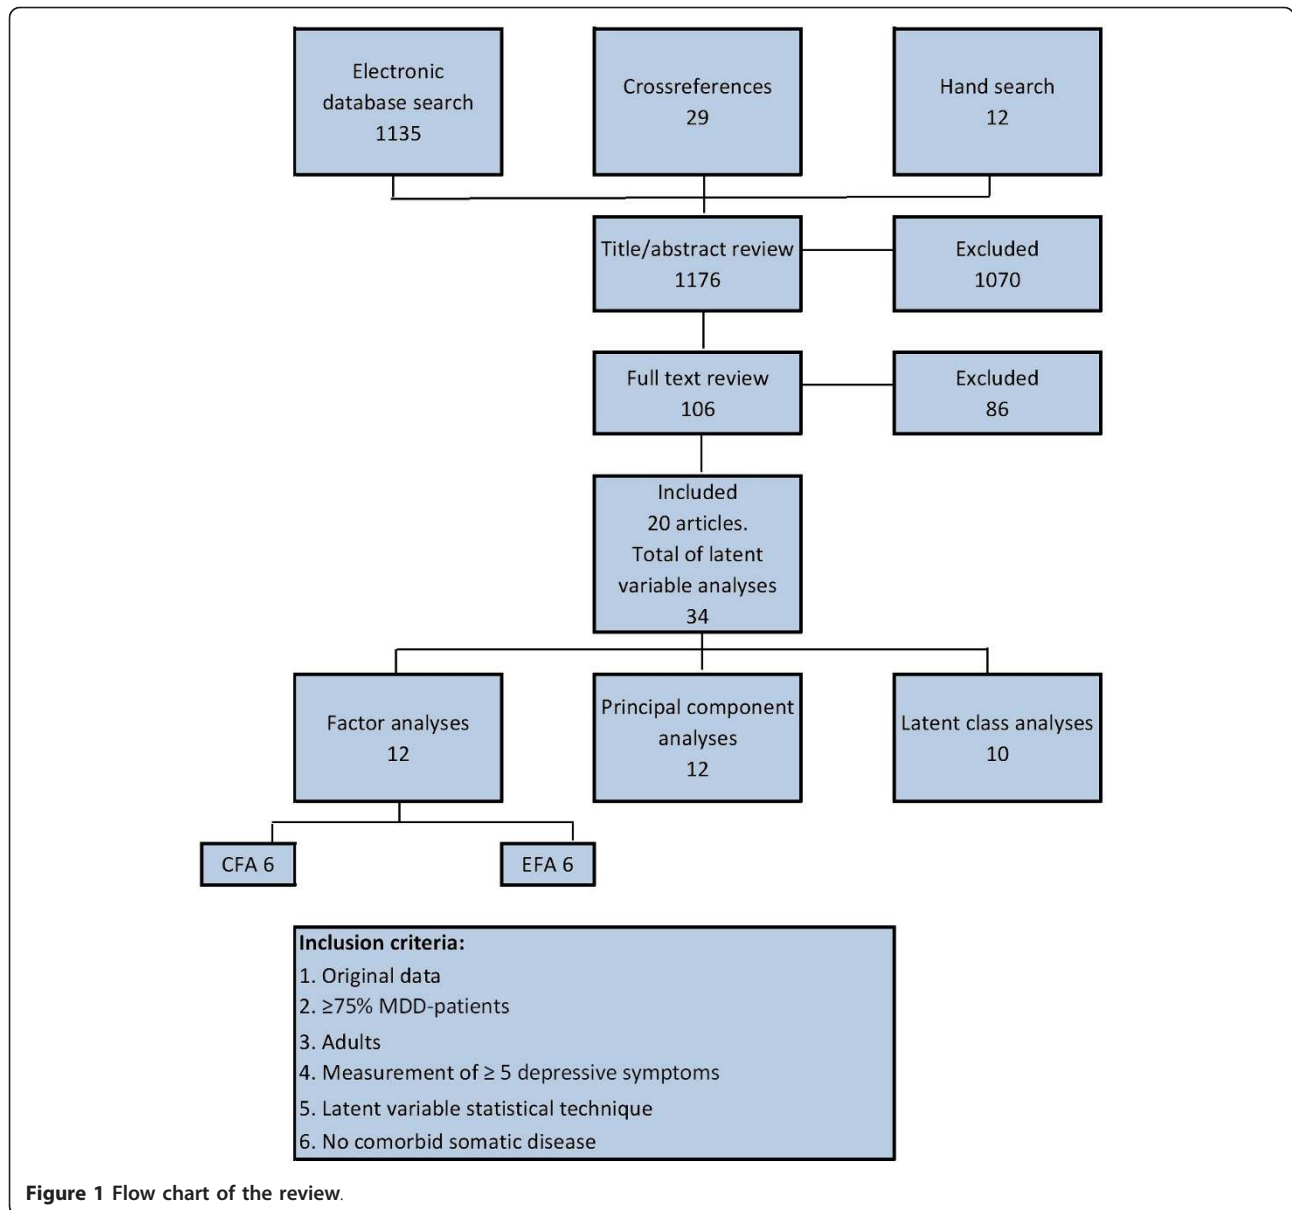 Electronic
database search
1135
Crossreferences
29
Hand search
12
Title/abstract review
1176
Excluded
1070
Full text review
106
Excluded
86
Included
20 articles.
Total of latent
variable analyses
34
Factor analyses
12
Principal component
analyses
12
Latent class analyses
10
CFA 6
EFA 6
Inclusion criteria:
1. Original data
2. ≥75% MDD-patients
3. Adults
4. Measurement of ≥ 5 depressive symptoms
5. Latent variable statistical technique
6. No comorbid somatic disease
Figure 1 Flow chart of the review.